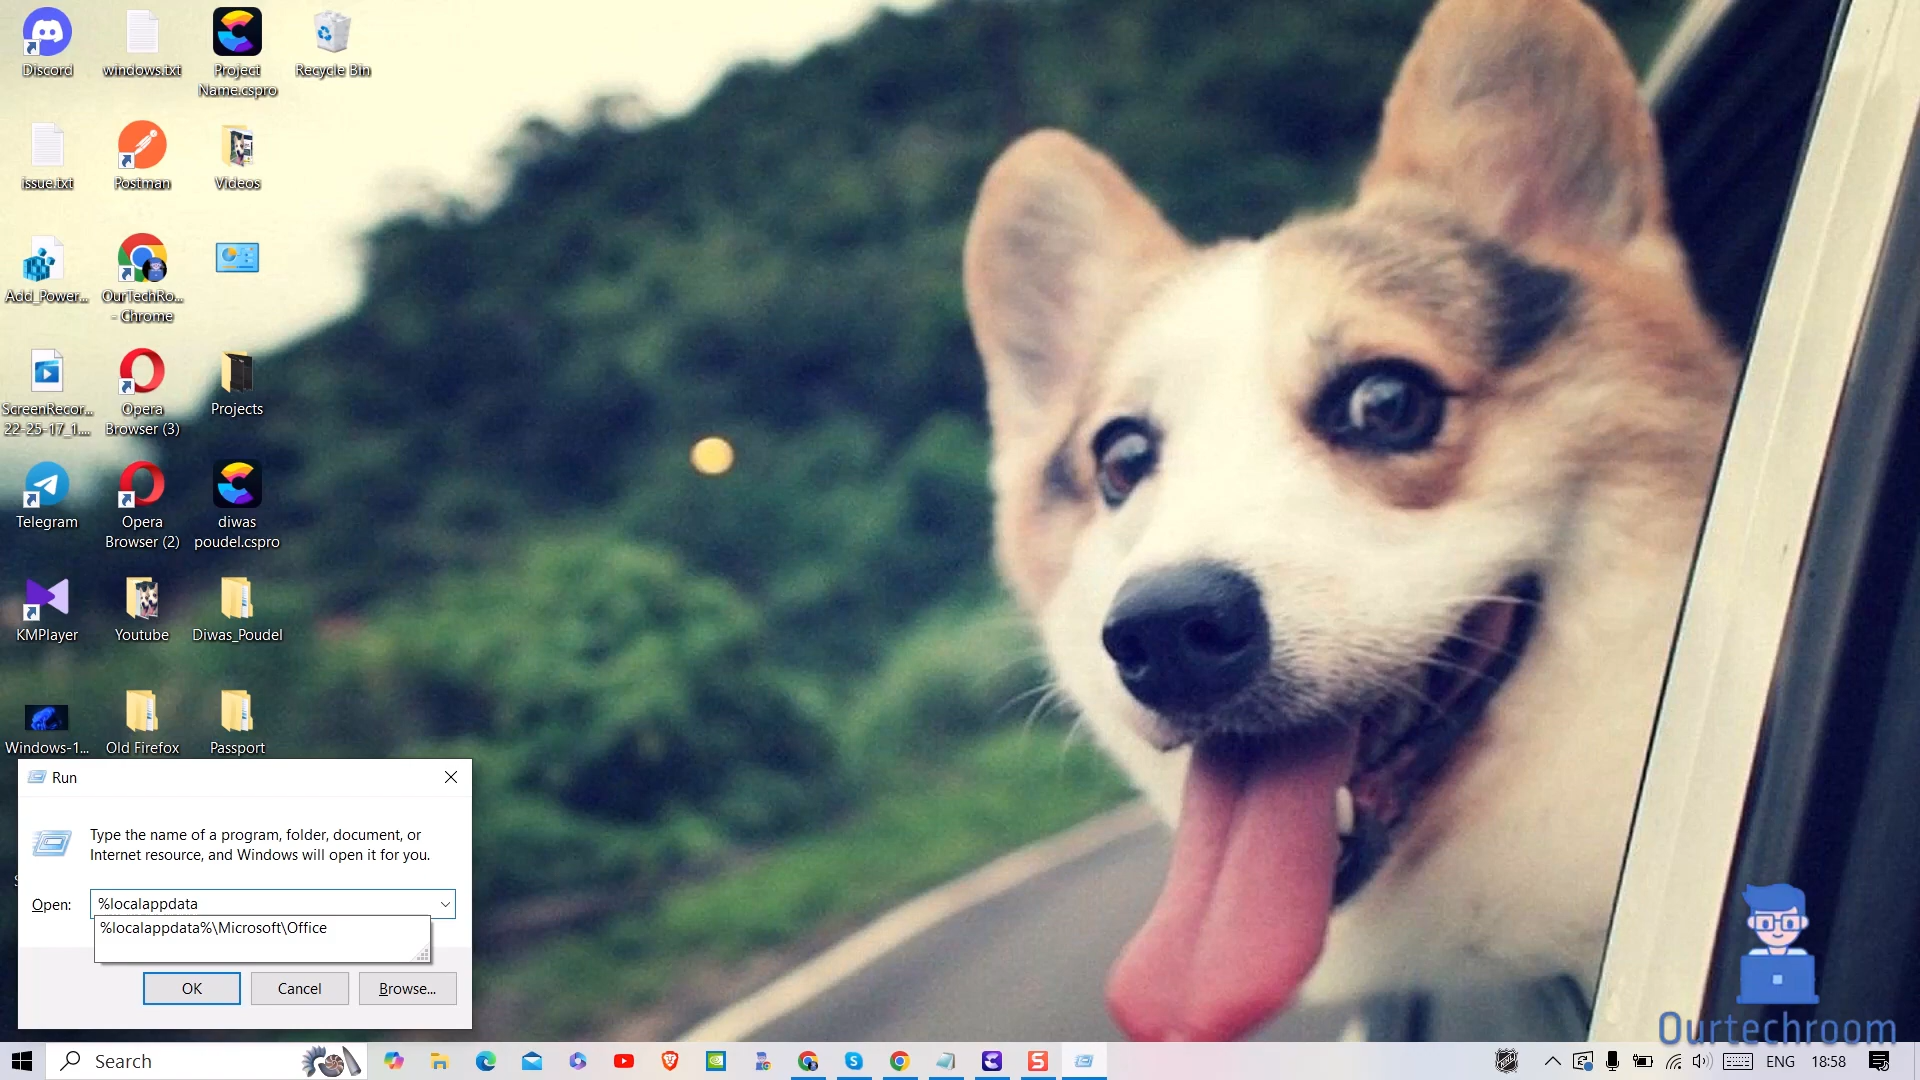 Discord
windows.txt
Project
Name.cspro
Recycle Bin
issue.txt
Postman
Videos
Add_Power...
OurTechRo...
- Chrome
ScreenRecor...
22-25-17_1....
Opera
Browser (3)
Projects
Telegram
Opera
Browser (2)
diwas
poudel.cspro
KMPlayer
Youtube
Diwas_Poudel
Windows-1...
Old Firefox
Passport
Run
Type the name of a program, folder, document, or
Internet resource, and Windows will open it for you.
Open:
%localappdata
%localappdata%\Microsoft\Office
OK
Cancel
Browse...
Ourtechroom
Search
ENG
18:58